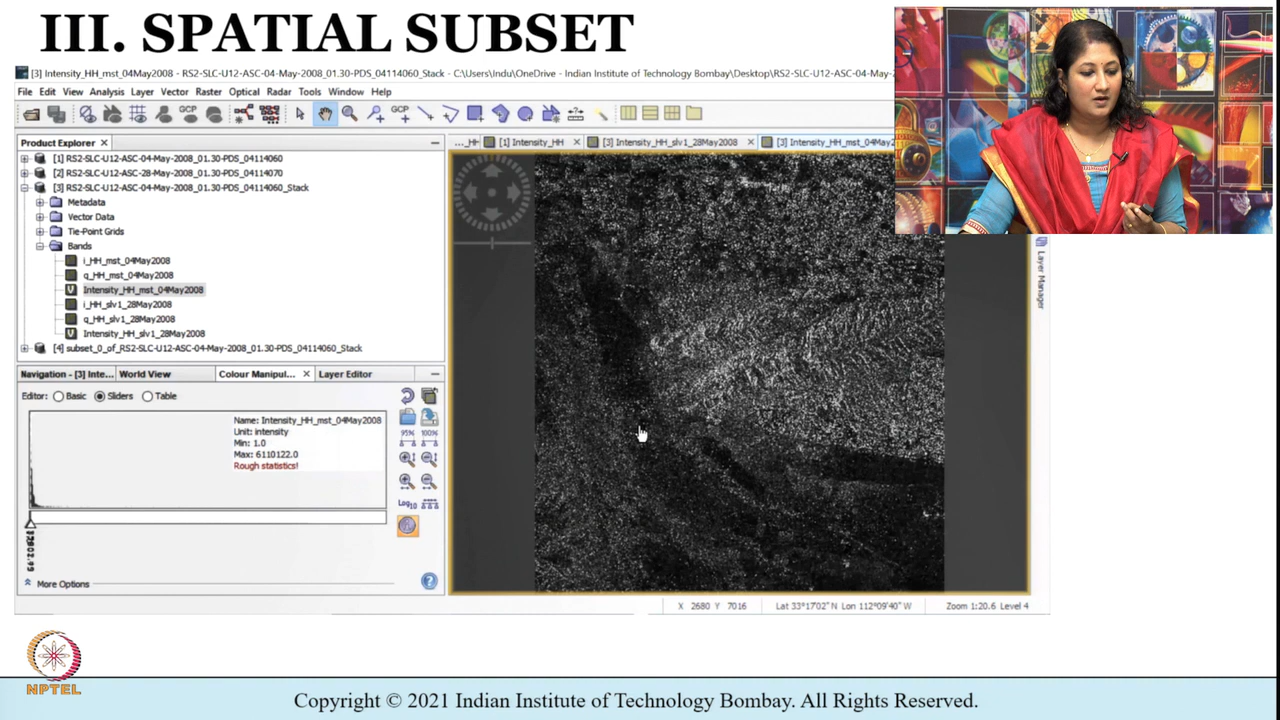 III. SPATIAL SUBSET
[3] Intensity_HH_mst_04May2008 - RS2-SLC-U12-ASC-04-May-2008_01.30-PDS_04114060_Stack - C:\Users\Indu\OneDrive - Indian Institute of Technology Bombay\Desktop\RS2-SLC-U12-ASC-04-May-2
File Edit View Analysis Layer Vector Raster Optical Radar Tools Window Help
GCP GCP
Product Explorer
...._HH [1] Intensity_HH [3] Intensity_HH_slv1_28May2008 [3] Intensity_HH_mst_04May2
[1] RS2-SLC-U12-ASC-04-May-2008_01.30-PDS_04114060
[2] RS2-SLC-U12-ASC-28-May-2008_01.30-PDS_04114070
[3] RS2-SLC-U12-ASC-04-May-2008_01.30-PDS_04114060_Stack
Metadata
Vector Data
Tie-Point Grids
Bands
i_HH_mst_04May2008
q_HH_mst_04May2008
Intensity_HH_mst_04May2008
i_HH_slv1_28May2008
q_HH_slv1_28May2008
Intensity_HH_slv1_28May2008
[4] subset_0_of_RS2-SLC-U12-ASC-04-May-2008_01.30-PDS_04114060_Stack
Layer Manager
Navigation - [3] Inte... World View Colour Manipul... Layer Editor
Editor: Basic Sliders Table
Name: Intensity_HH_mst_04May2008
Unit: intensity
Min: 1.0
Max: 6110122.0
Rough statistics!
95% 100%
Log10
More Options
X 2680 Y 7016 Lat 33°17'02" N Lon 112°09'40" W Zoom 1:20.6 Level 4
NPTEL
Copyright © 2021 Indian Institute of Technology Bombay. All Rights Reserved.